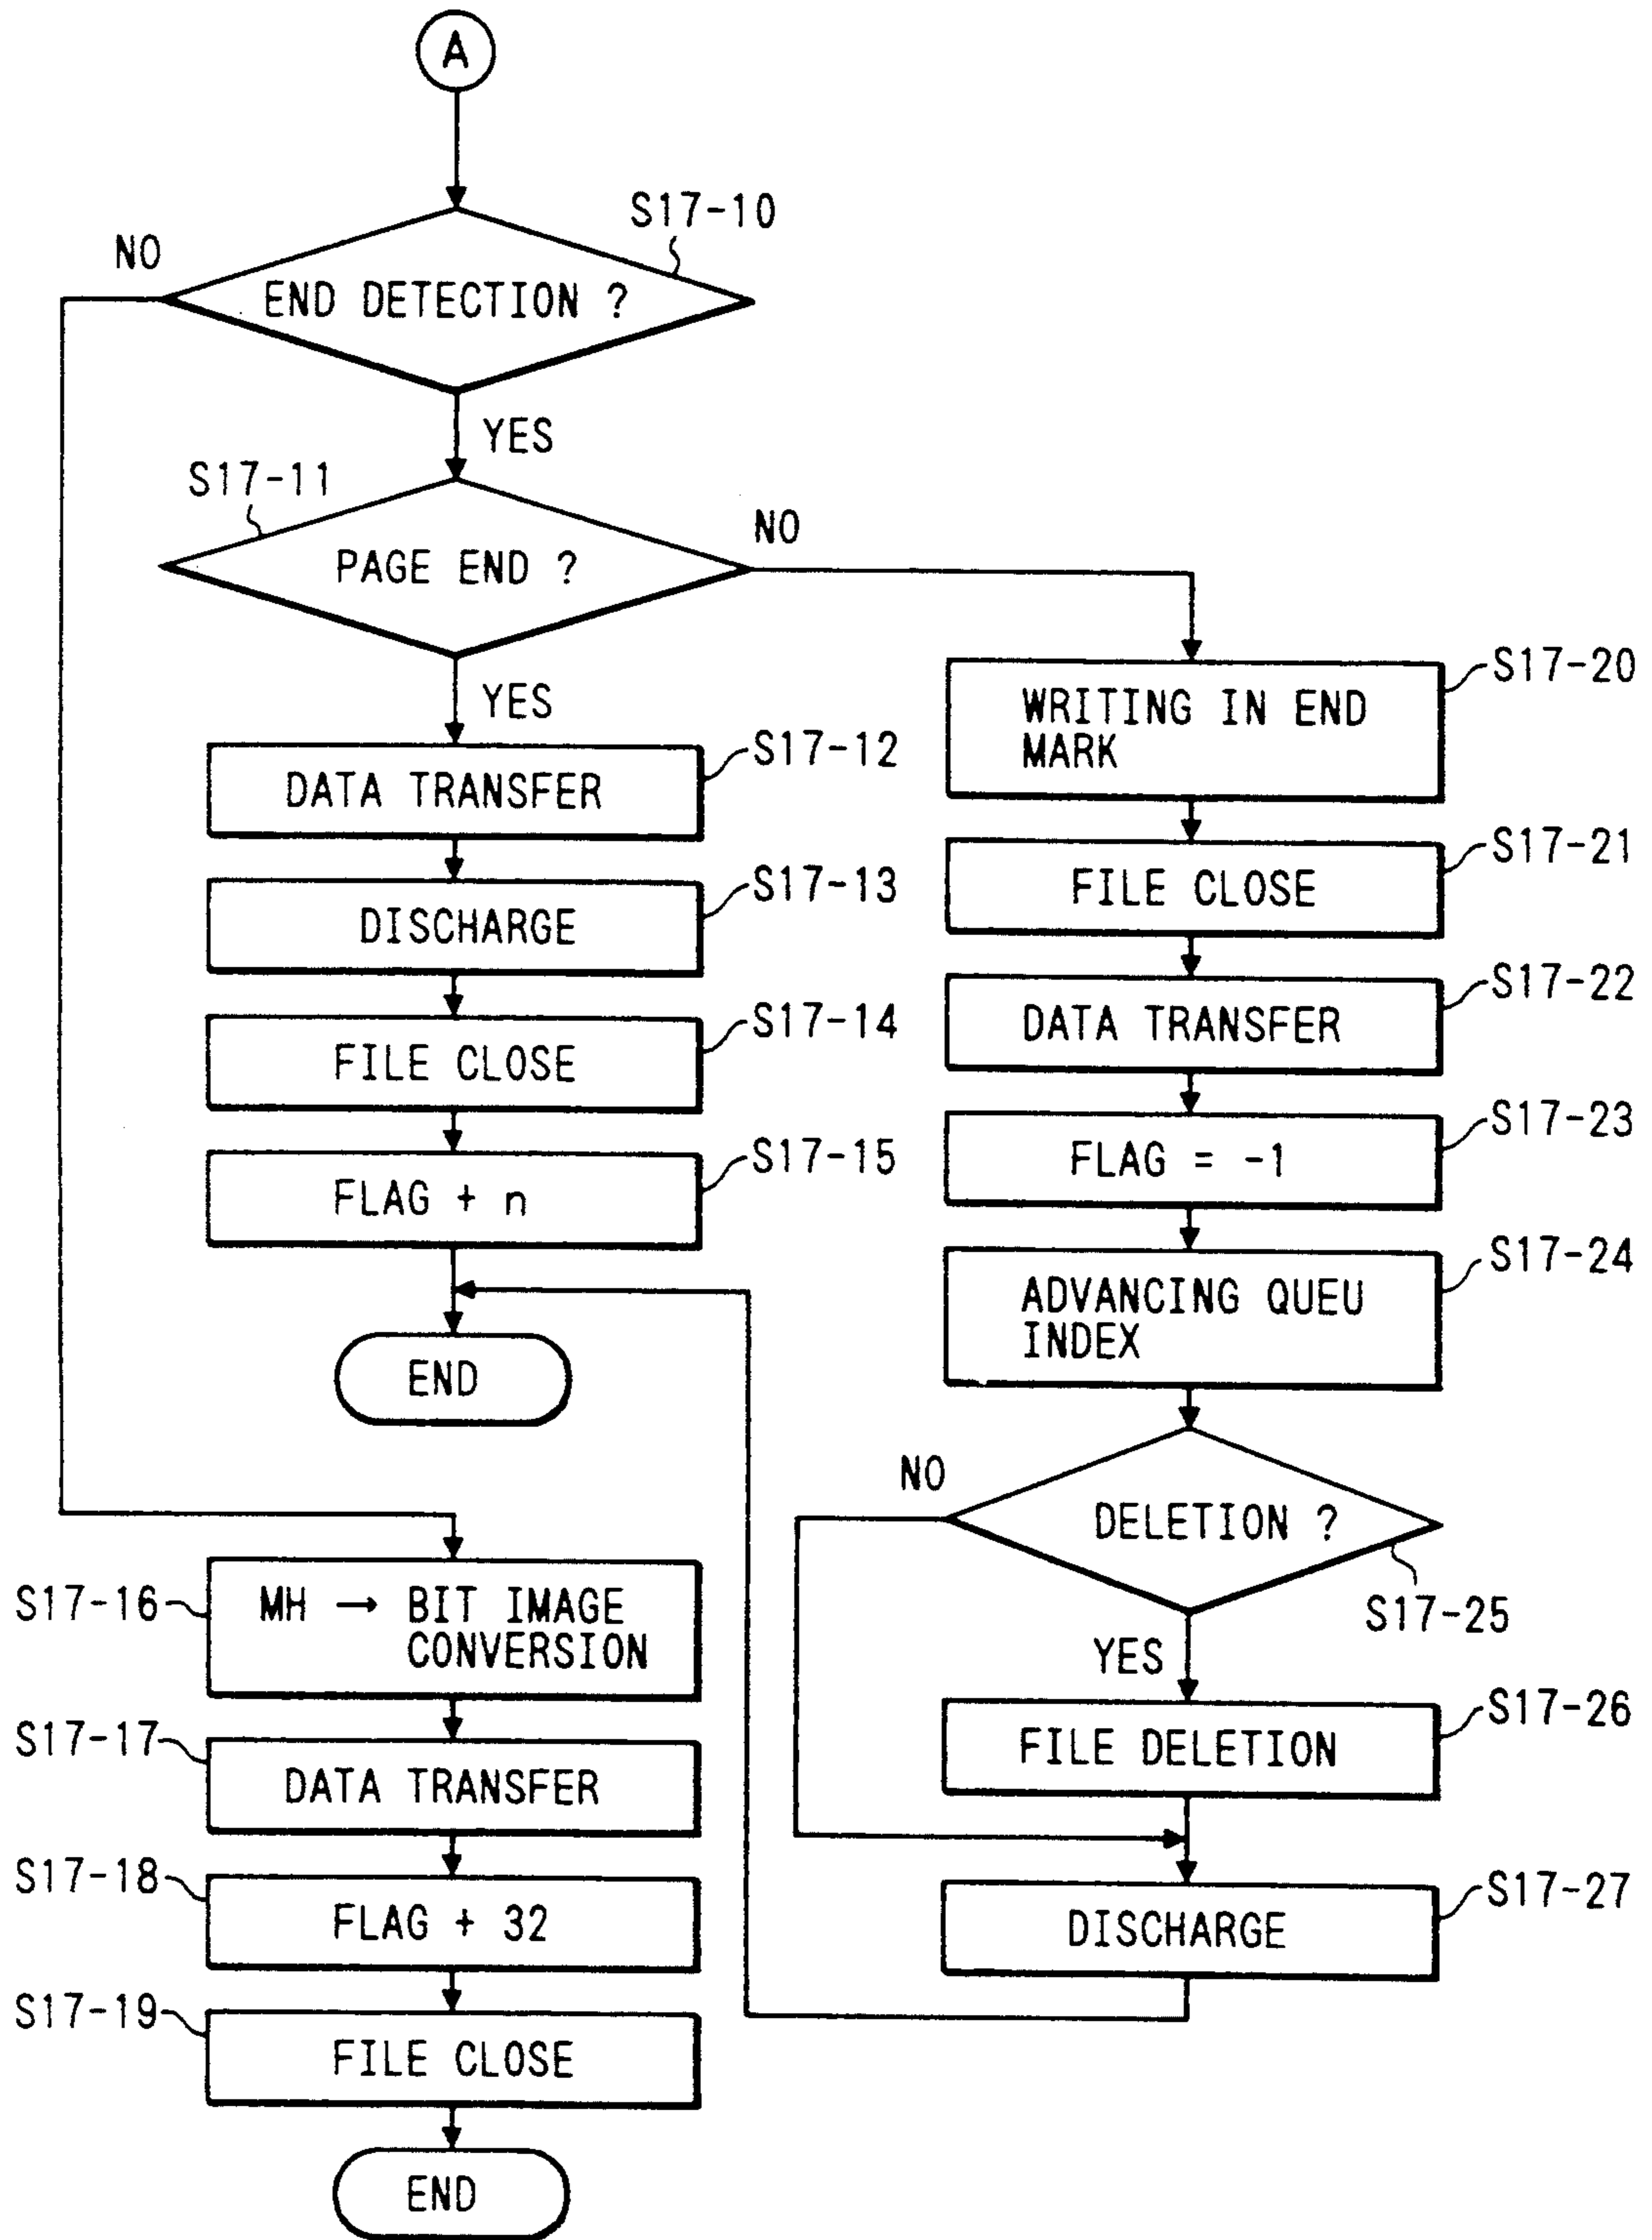 A
S17-10
NO
END DETECTION ?
YES
S17-11
NO
PAGE END ?
YES
S17-12
DATA TRANSFER
S17-13
DISCHARGE
S17-14
FILE CLOSE
S17-15
FLAG + n
END
S17-16
MH → BIT IMAGE
CONVERSION
S17-17
DATA TRANSFER
S17-18
FLAG + 32
S17-19
FILE CLOSE
END
S17-20
WRITING IN END
MARK
S17-21
FILE CLOSE
S17-22
DATA TRANSFER
S17-23
FLAG = -1
S17-24
ADVANCING QUEU
INDEX
NO
DELETION ?
S17-25
YES
S17-26
FILE DELETION
S17-27
DISCHARGE